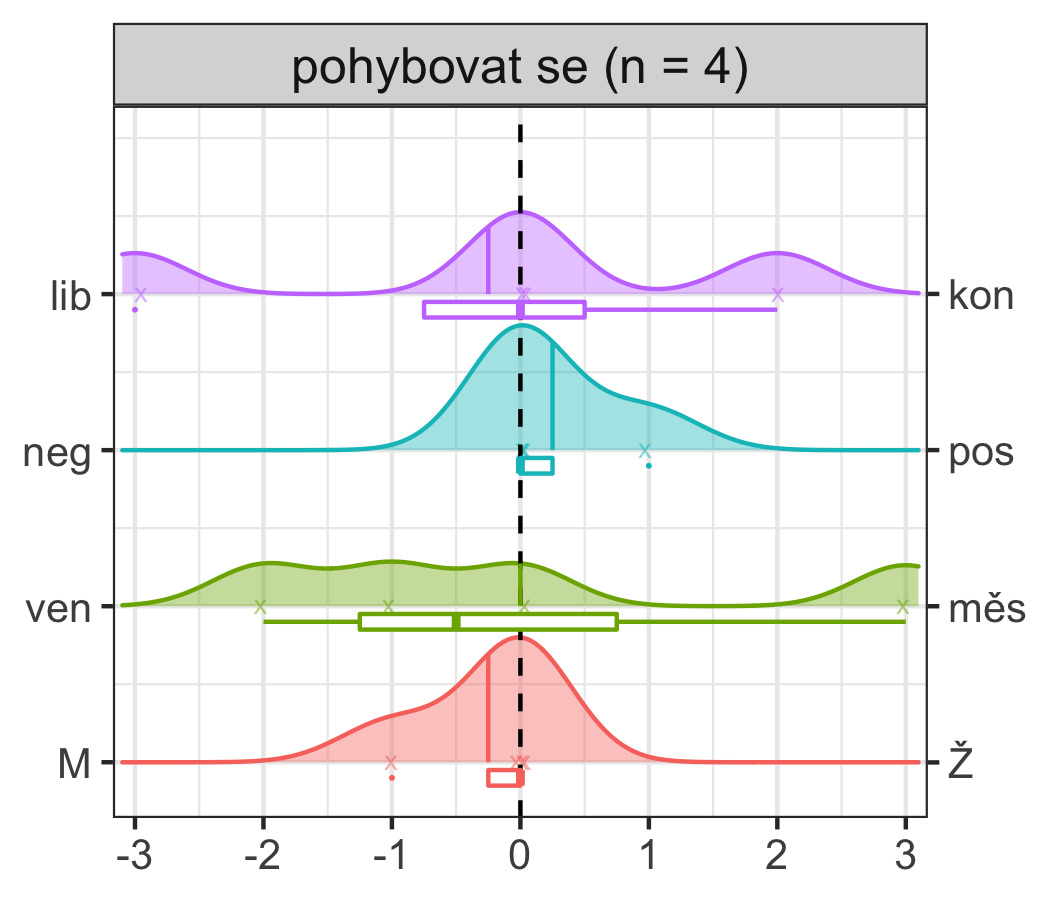 pohybovat se (n = 4)
lib kon
neg pos
ven měs
M Ž
-3 -2 -1 0 1 2 3